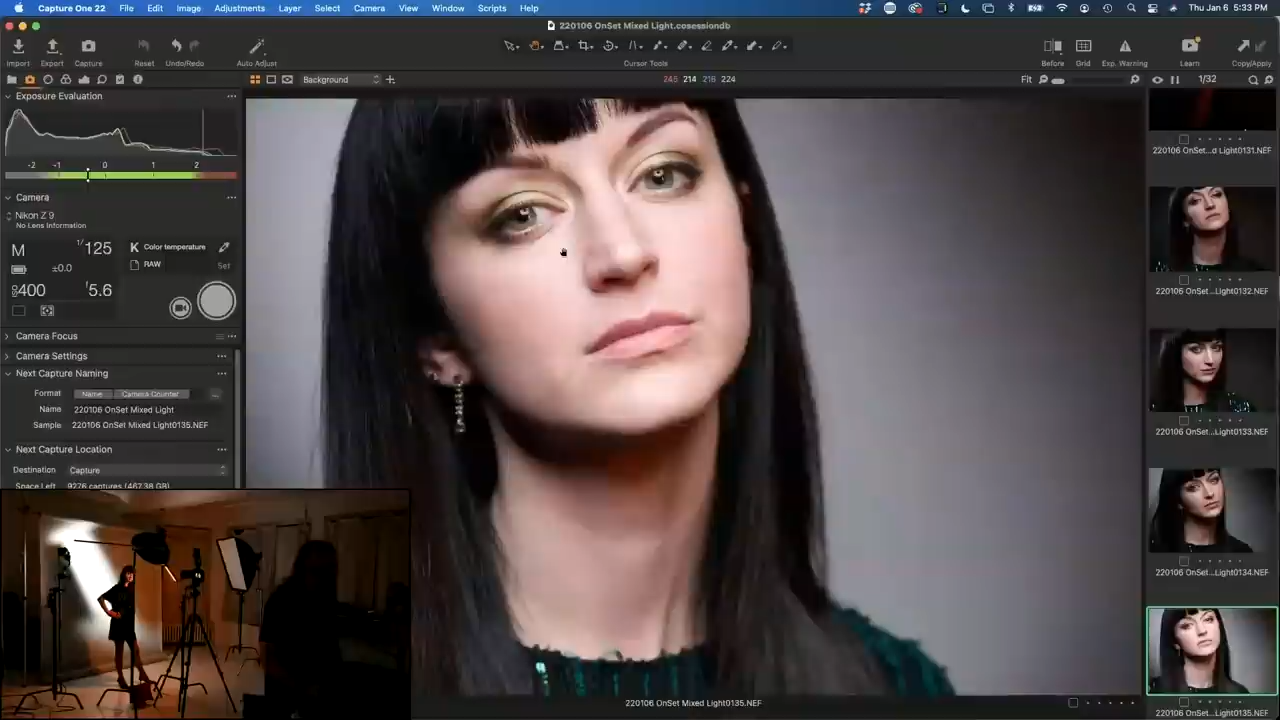 Capture One 22 File Edit Image Adjustments Layer Select Camera View Window Scripts Help Thu Jan 6 5:33 PM
220106 OnSet Mixed Light.cosessiondb
Import Export Capture Reset Undo/Redo Auto Adjust Cursor Tools Before Grid Exp. Warning Learn Copy/Apply
Background 245 214 216 224 Fit 1/32
Exposure Evaluation
-2 -1 0 1 2
Camera
Nikon Z 9
No Lens Information
M 1/125 K Color temperature
±0.0 RAW Set
400 f5.6
Camera Focus
Camera Settings
Next Capture Naming
Format Name Camera Counter
Name 220106 OnSet Mixed Light
Sample 220106 OnSet Mixed Light0135.NEF
Next Capture Location
Destination Capture
Space Left 9276 captures (467.38 GB)
220106 OnSet...d Light0131.NEF
220106 OnSet...Light0132.NEF
220106 OnSet...Light0133.NEF
220106 OnSet...Light0134.NEF
220106 OnSet...Light0135.NEF
220106 OnSet Mixed Light0135.NEF